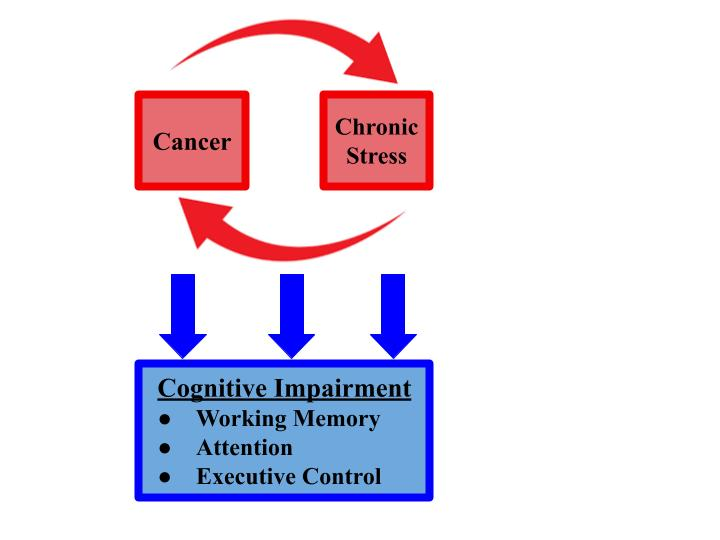 Cancer
Chronic
Stress
Cognitive Impairment
● Working Memory
● Attention
● Executive Control